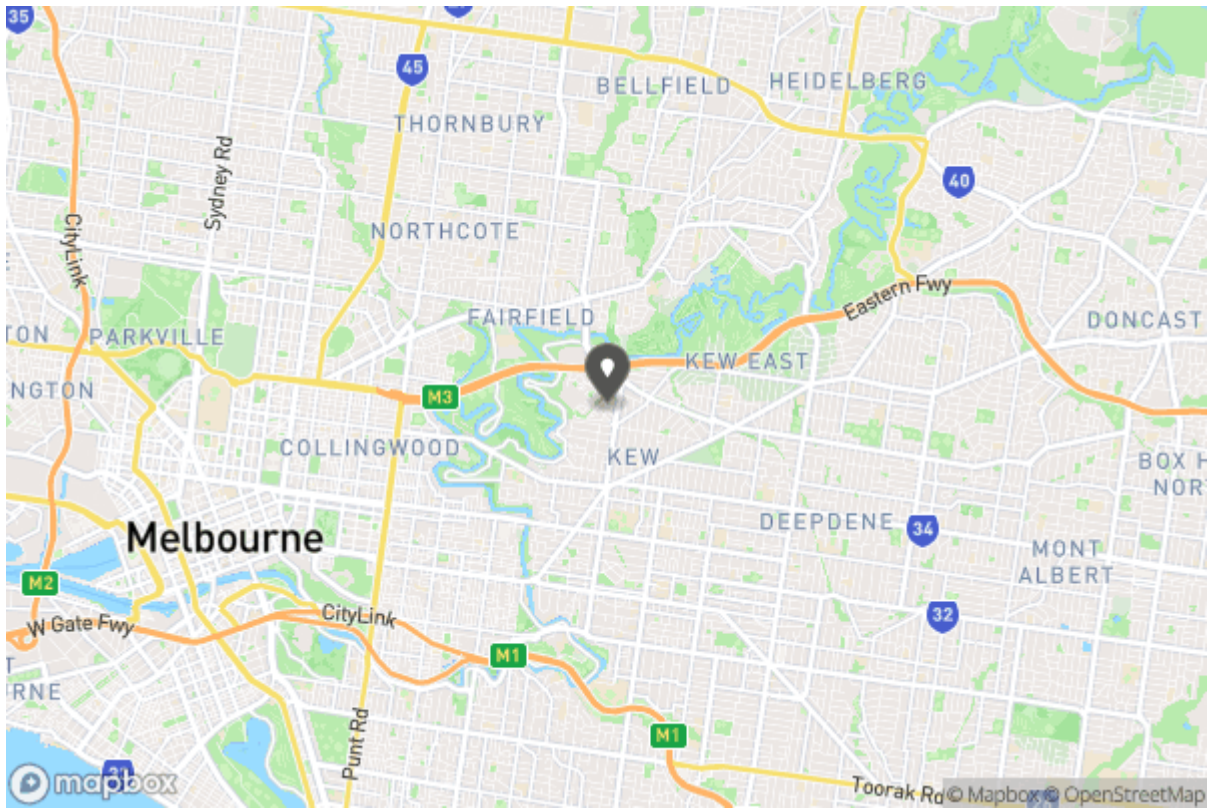 35
45
BELLFIELD
HEIDELBERG
THORNBURY
Sydney Rd
40
CityLink
NORTHCOTE
Eastern Fwy
FAIRFIELD
DONCAST
TON
PARKVILLE
KEW EAST
INGTON
M3
COLLINGWOOD
KEW
BOX H
NOR
Melbourne
DEEPDENE
34
MONT
ALBERT
M2
CityLink
32
W Gate Fwy
M1
T
RNE
Punt Rd
M1
mapbox
Toorak Rd
© Mapbox © OpenStreetMap